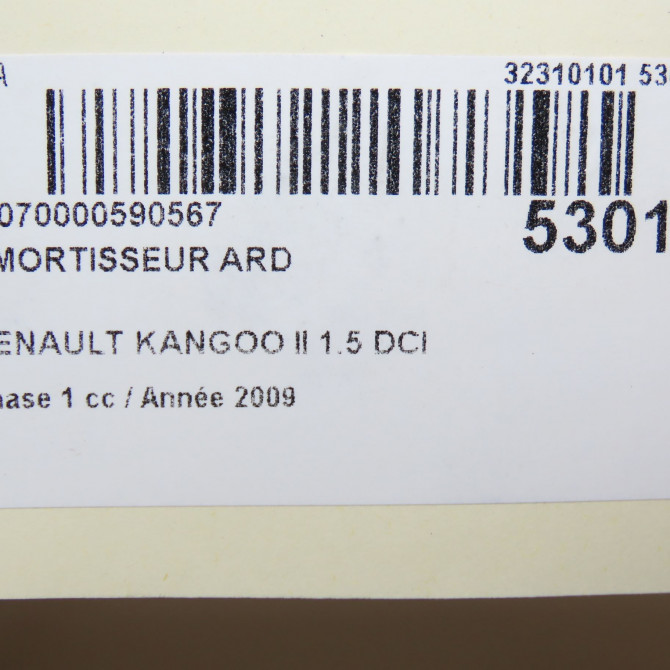 A 32310101 53
070000590567
5301
MORTISSEUR ARD
ENAULT KANGOO II 1.5 DCI
hase 1 cc / Année 2009